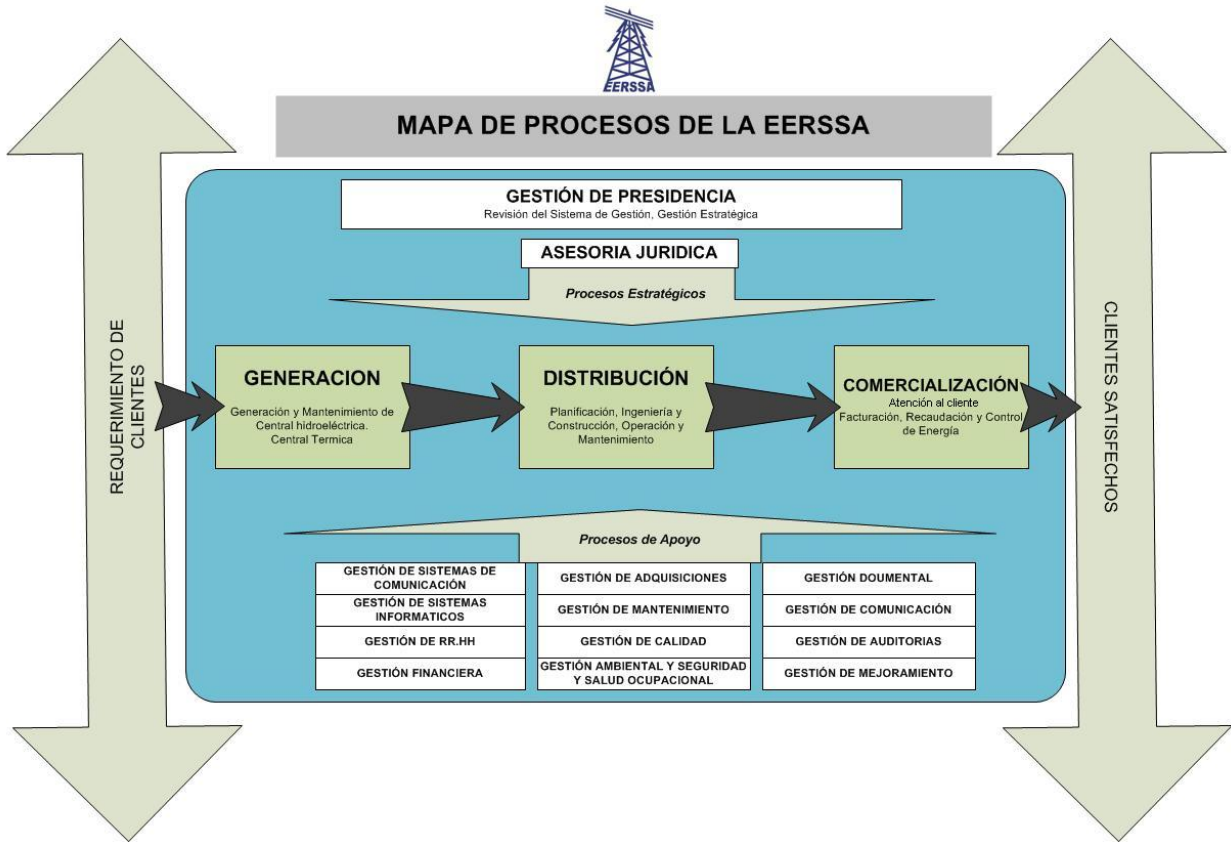 EERSSA
MAPA DE PROCESOS DE LA EERSSA
GESTIÓN DE PRESIDENCIA
Revisión del Sistema de Gestión, Gestión Estratégica
ASESORIA JURIDICA
Procesos Estratégicos
REQUERIMIENTO DE
CLIENTES
GENERACION
Generación y Mantenimiento de
Central hidroeléctrica.
Central Termica
DISTRIBUCIÓN
Planificación, Ingeniería y
Construcción, Operación y
Mantenimiento
COMERCIALIZACIÓN
Atención al cliente
Facturación, Recaudación y Control
de Energía
CLIENTES SATISFECHOS
Procesos de Apoyo
GESTIÓN DE SISTEMAS DE
COMUNICACIÓN
GESTIÓN DE ADQUISICIONES
GESTIÓN DOUMENTAL
GESTIÓN DE SISTEMAS
INFORMATICOS
GESTIÓN DE MANTENIMIENTO
GESTIÓN DE COMUNICACIÓN
GESTIÓN DE RR.HH
GESTIÓN DE CALIDAD
GESTIÓN DE AUDITORIAS
GESTIÓN FINANCIERA
GESTIÓN AMBIENTAL Y SEGURIDAD
Y SALUD OCUPACIONAL
GESTIÓN DE MEJORAMIENTO